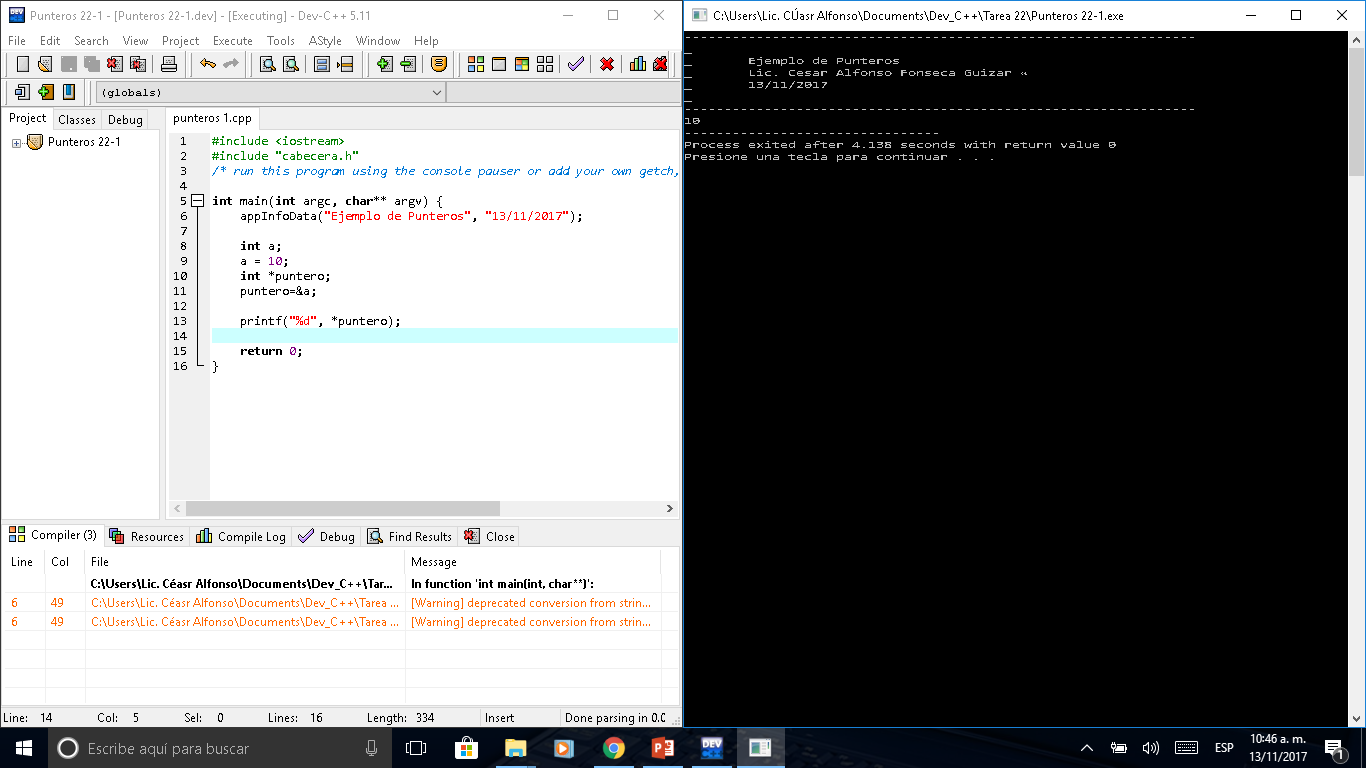 Punteros 22-1 - [Punteros 22-1.dev] - [Executing] - Dev-C++ 5.11
File Edit Search View Project Execute Tools AStyle Window Help
(globals)
Project Classes Debug
Punteros 22-1
punteros 1.cpp
1 #include <iostream>
2 #include "cabecera.h"
3 /* run this program using the console pauser or add your own getch,
4
5 int main(int argc, char** argv) {
6 appInfoData("Ejemplo de Punteros", "13/11/2017");
7
8 int a;
9 a = 10;
10 int *puntero;
11 puntero=&a;
12
13 printf("%d", *puntero);
14
15 return 0;
16 }
Compiler (3) Resources Compile Log Debug Find Results Close
Line Col File Message
C:\Users\Lic. Céasr Alfonso\Documents\Dev_C++\Tar... In function 'int main(int, char**)':
6 49 C:\Users\Lic. Céasr Alfonso\Documents\Dev_C++\Tarea ... [Warning] deprecated conversion from strin...
6 49 C:\Users\Lic. Céasr Alfonso\Documents\Dev_C++\Tarea ... [Warning] deprecated conversion from strin...
Line: 14 Col: 5 Sel: 0 Lines: 16 Length: 334 Insert Done parsing in 0.0
C:\Users\Lic. CÚasr Alfonso\Documents\Dev_C++\Tarea 22\Punteros 22-1.exe
Ejemplo de Punteros
Lic. Cesar Alfonso Fonseca Guizar «
13/11/2017
10
--------------------------------
Process exited after 4.138 seconds with return value 0
Presione una tecla para continuar . . .
Escribe aquí para buscar
DEV
ESP
10:46 a. m.
13/11/2017
1